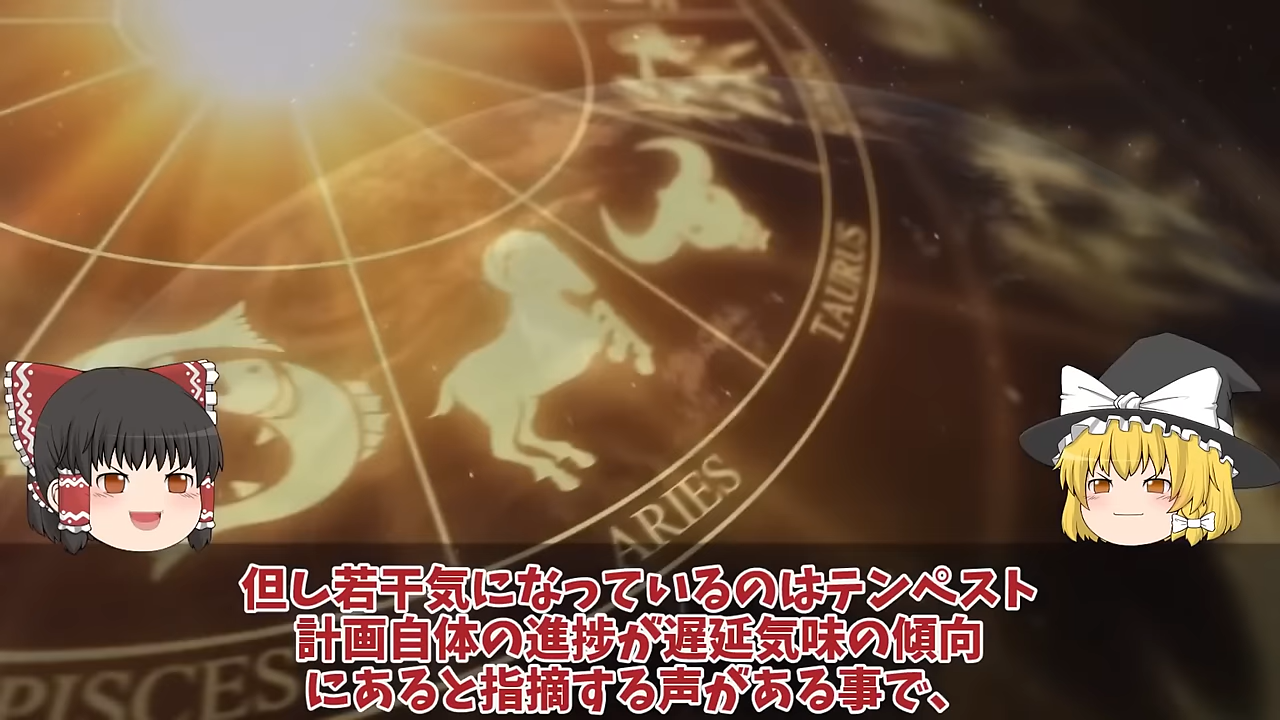 TAURUS
ARIES
PISCES
但し若干気になっているのはテンペスト
計画自体の進捗が遅延気味の傾向
にあると指摘する声がある事で、